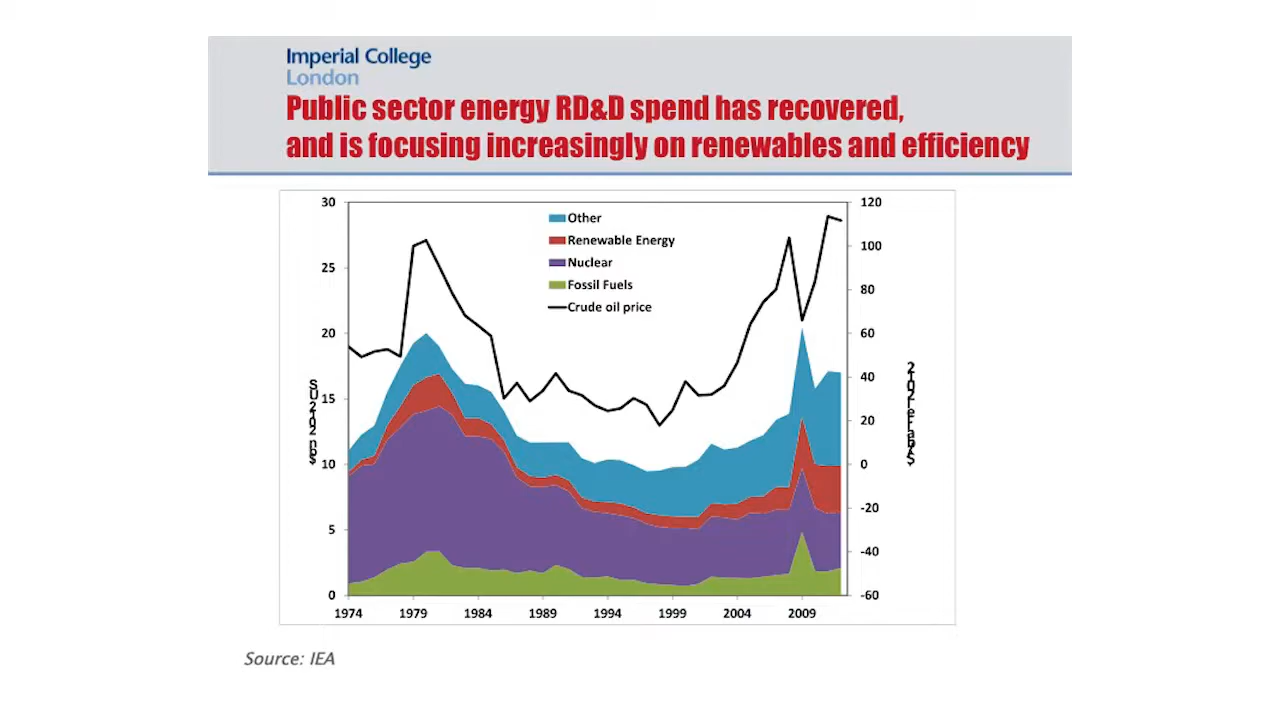 Imperial College
London
Public sector energy RD&D spend has recovered,
and is focusing increasingly on renewables and efficiency
30
25
20
15
10
5
0
120
100
80
60
40
20
0
-20
-40
-60
Other
Renewable Energy
Nuclear
Fossil Fuels
Crude oil price
1974
1979
1984
1989
1994
1999
2004
2009
Source: IEA